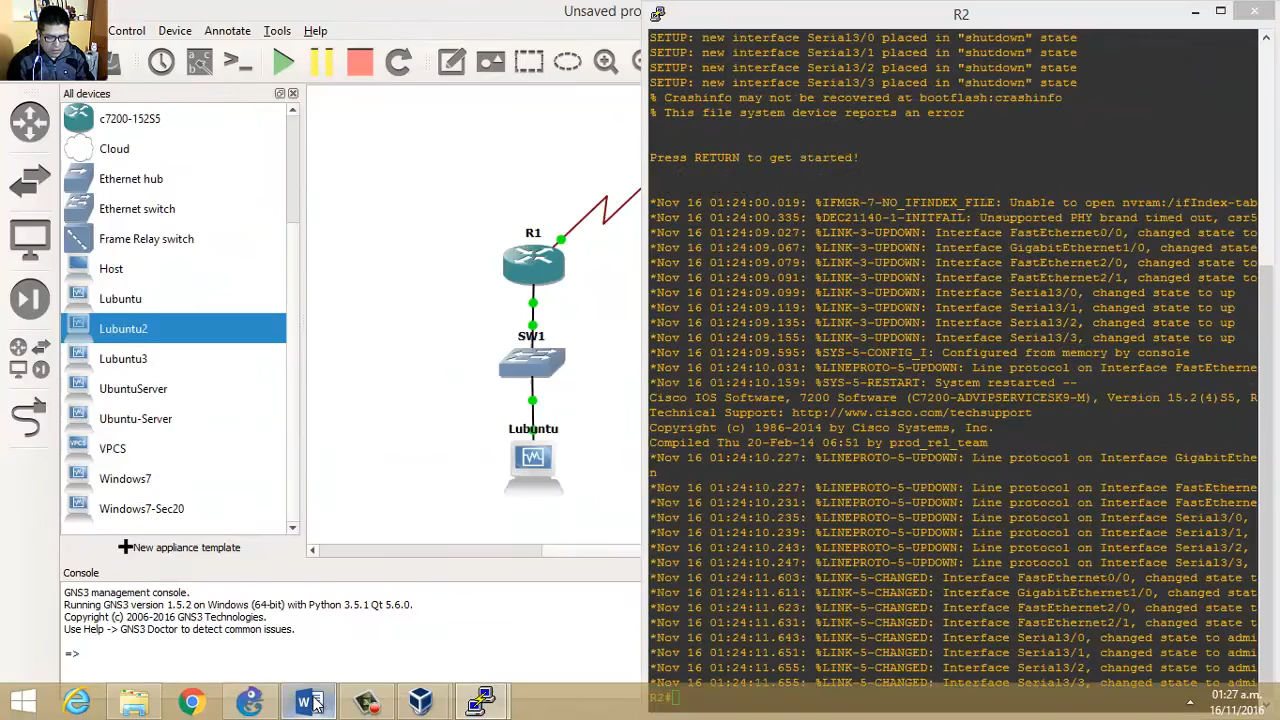 Unsaved pro
Control Device Annotate Tools Help
All devices
c7200-152S5
Cloud
Ethernet hub
Ethernet switch
Frame Relay switch
Host
Lubuntu
Lubuntu2
Lubuntu3
UbuntuServer
Ubuntu-Server
VPCS
VPCS
Windows7
Windows7-Sec20
New appliance template
R1
SW1
Lubuntu
Console
GNS3 management console.
Running GNS3 version 1.5.2 on Windows (64-bit) with Python 3.5.1 Qt 5.6.0.
Copyright (c) 2006-2016 GNS3 Technologies.
Use Help -> GNS3 Doctor to detect common issues.
=>
R2
SETUP: new interface Serial3/0 placed in "shutdown" state
SETUP: new interface Serial3/1 placed in "shutdown" state
SETUP: new interface Serial3/2 placed in "shutdown" state
SETUP: new interface Serial3/3 placed in "shutdown" state
% Crashinfo may not be recovered at bootflash:crashinfo
% This file system device reports an error
Press RETURN to get started!
*Nov 16 01:24:00.019: %IFMGR-7-NO_IFINDEX_FILE: Unable to open nvram:/ifIndex-tab
*Nov 16 01:24:00.335: %DEC21140-1-INITFAIL: Unsupported PHY brand timed out, csr5
*Nov 16 01:24:09.027: %LINK-3-UPDOWN: Interface FastEthernet0/0, changed state to
*Nov 16 01:24:09.067: %LINK-3-UPDOWN: Interface GigabitEthernet1/0, changed state
*Nov 16 01:24:09.079: %LINK-3-UPDOWN: Interface FastEthernet2/0, changed state to
*Nov 16 01:24:09.091: %LINK-3-UPDOWN: Interface FastEthernet2/1, changed state to
*Nov 16 01:24:09.099: %LINK-3-UPDOWN: Interface Serial3/0, changed state to up
*Nov 16 01:24:09.119: %LINK-3-UPDOWN: Interface Serial3/1, changed state to up
*Nov 16 01:24:09.135: %LINK-3-UPDOWN: Interface Serial3/2, changed state to up
*Nov 16 01:24:09.155: %LINK-3-UPDOWN: Interface Serial3/3, changed state to up
*Nov 16 01:24:09.595: %SYS-5-CONFIG_I: Configured from memory by console
*Nov 16 01:24:10.031: %LINEPROTO-5-UPDOWN: Line protocol on Interface FastEtherne
*Nov 16 01:24:10.159: %SYS-5-RESTART: System restarted --
Cisco IOS Software, 7200 Software (C7200-ADVIPSERVICESK9-M), Version 15.2(4)S5, R
Technical Support: http://www.cisco.com/techsupport
Copyright (c) 1986-2014 by Cisco Systems, Inc.
Compiled Thu 20-Feb-14 06:51 by prod_rel_team
*Nov 16 01:24:10.227: %LINEPROTO-5-UPDOWN: Line protocol on Interface GigabitEthe
n
*Nov 16 01:24:10.227: %LINEPROTO-5-UPDOWN: Line protocol on Interface FastEtherne
*Nov 16 01:24:10.231: %LINEPROTO-5-UPDOWN: Line protocol on Interface FastEtherne
*Nov 16 01:24:10.235: %LINEPROTO-5-UPDOWN: Line protocol on Interface Serial3/0,
*Nov 16 01:24:10.239: %LINEPROTO-5-UPDOWN: Line protocol on Interface Serial3/1,
*Nov 16 01:24:10.243: %LINEPROTO-5-UPDOWN: Line protocol on Interface Serial3/2,
*Nov 16 01:24:10.247: %LINEPROTO-5-UPDOWN: Line protocol on Interface Serial3/3,
*Nov 16 01:24:11.603: %LINK-5-CHANGED: Interface FastEthernet0/0, changed state t
*Nov 16 01:24:11.611: %LINK-5-CHANGED: Interface GigabitEthernet1/0, changed stat
*Nov 16 01:24:11.623: %LINK-5-CHANGED: Interface FastEthernet2/0, changed state t
*Nov 16 01:24:11.631: %LINK-5-CHANGED: Interface FastEthernet2/1, changed state t
*Nov 16 01:24:11.643: %LINK-5-CHANGED: Interface Serial3/0, changed state to admi
*Nov 16 01:24:11.651: %LINK-5-CHANGED: Interface Serial3/1, changed state to admi
*Nov 16 01:24:11.655: %LINK-5-CHANGED: Interface Serial3/2, changed state to admi
*Nov 16 01:24:11.655: %LINK-5-CHANGED: Interface Serial3/3, changed state to admi
R2#
01:27 a.m.
16/11/2016